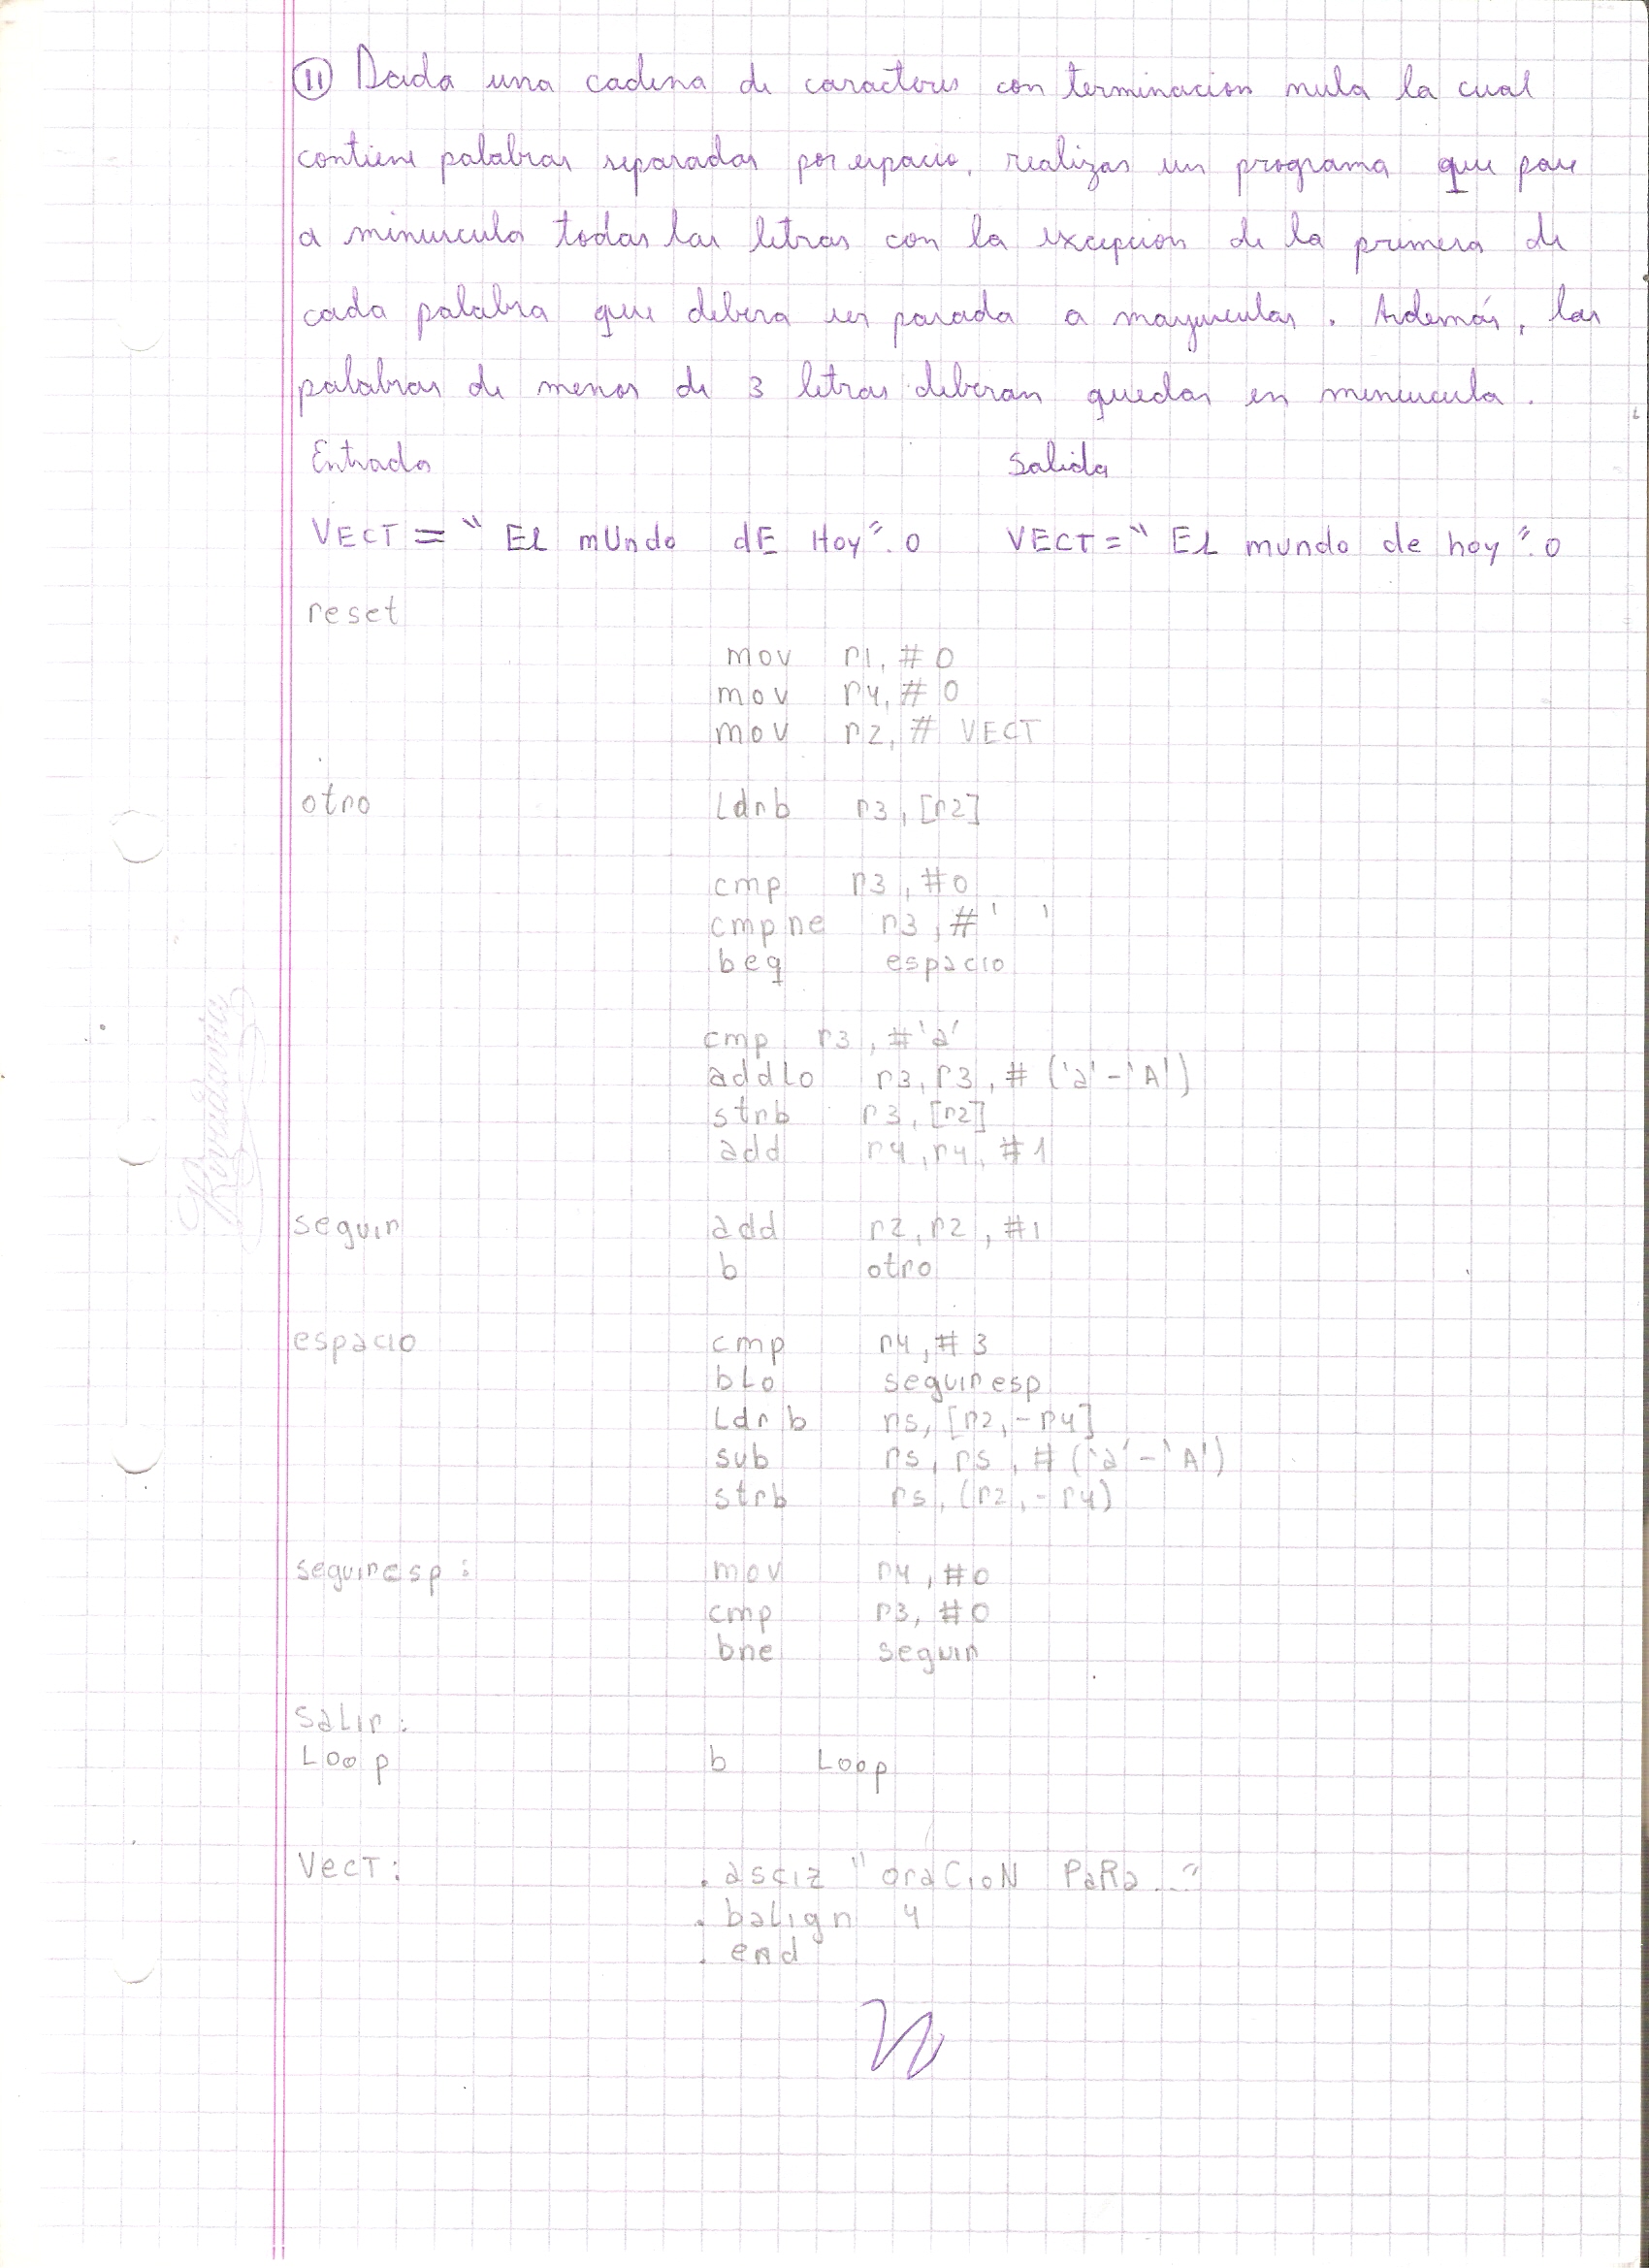 11 Dada una cadena de caracteres con terminacion nula la cual
contiene palabras separadas por espacio, realizar un programa que pase
a minuscula todas las letras con la excepcion de la primera de
cada palabra que debera ser pasada a mayusculas. Además, las
palabras de menos de 3 letras deberan quedar en minuscula.
Entrada Salida
VECT = "El mUndo dE Hoy".0 VECT = "El mundo de hoy".0
reset
mov r1, #0
mov r4, #0
mov r2, # VECT
otro ldrb r3, [r2]
cmp r3, #0
cmpne r3, #' '
beq espacio
cmp r3, #'a'
addlo r3, r3, # ('a'-'A')
strb r3, [r2]
add r4, r4, #1
seguir add r2, r2, #1
b otro
espacio cmp r4, #3
blo seguiresp
Ldrb r5, [r2, -r4]
sub r5, r5, # ('a'-'A')
strb r5, (r2, -r4)
seguiresp: mov r4, #0
cmp r3, #0
bne seguir
Salir:
Loop b Loop
VecT: .asciz "oraCioN PaRa..."
.balign 4
.end
Rivadavia